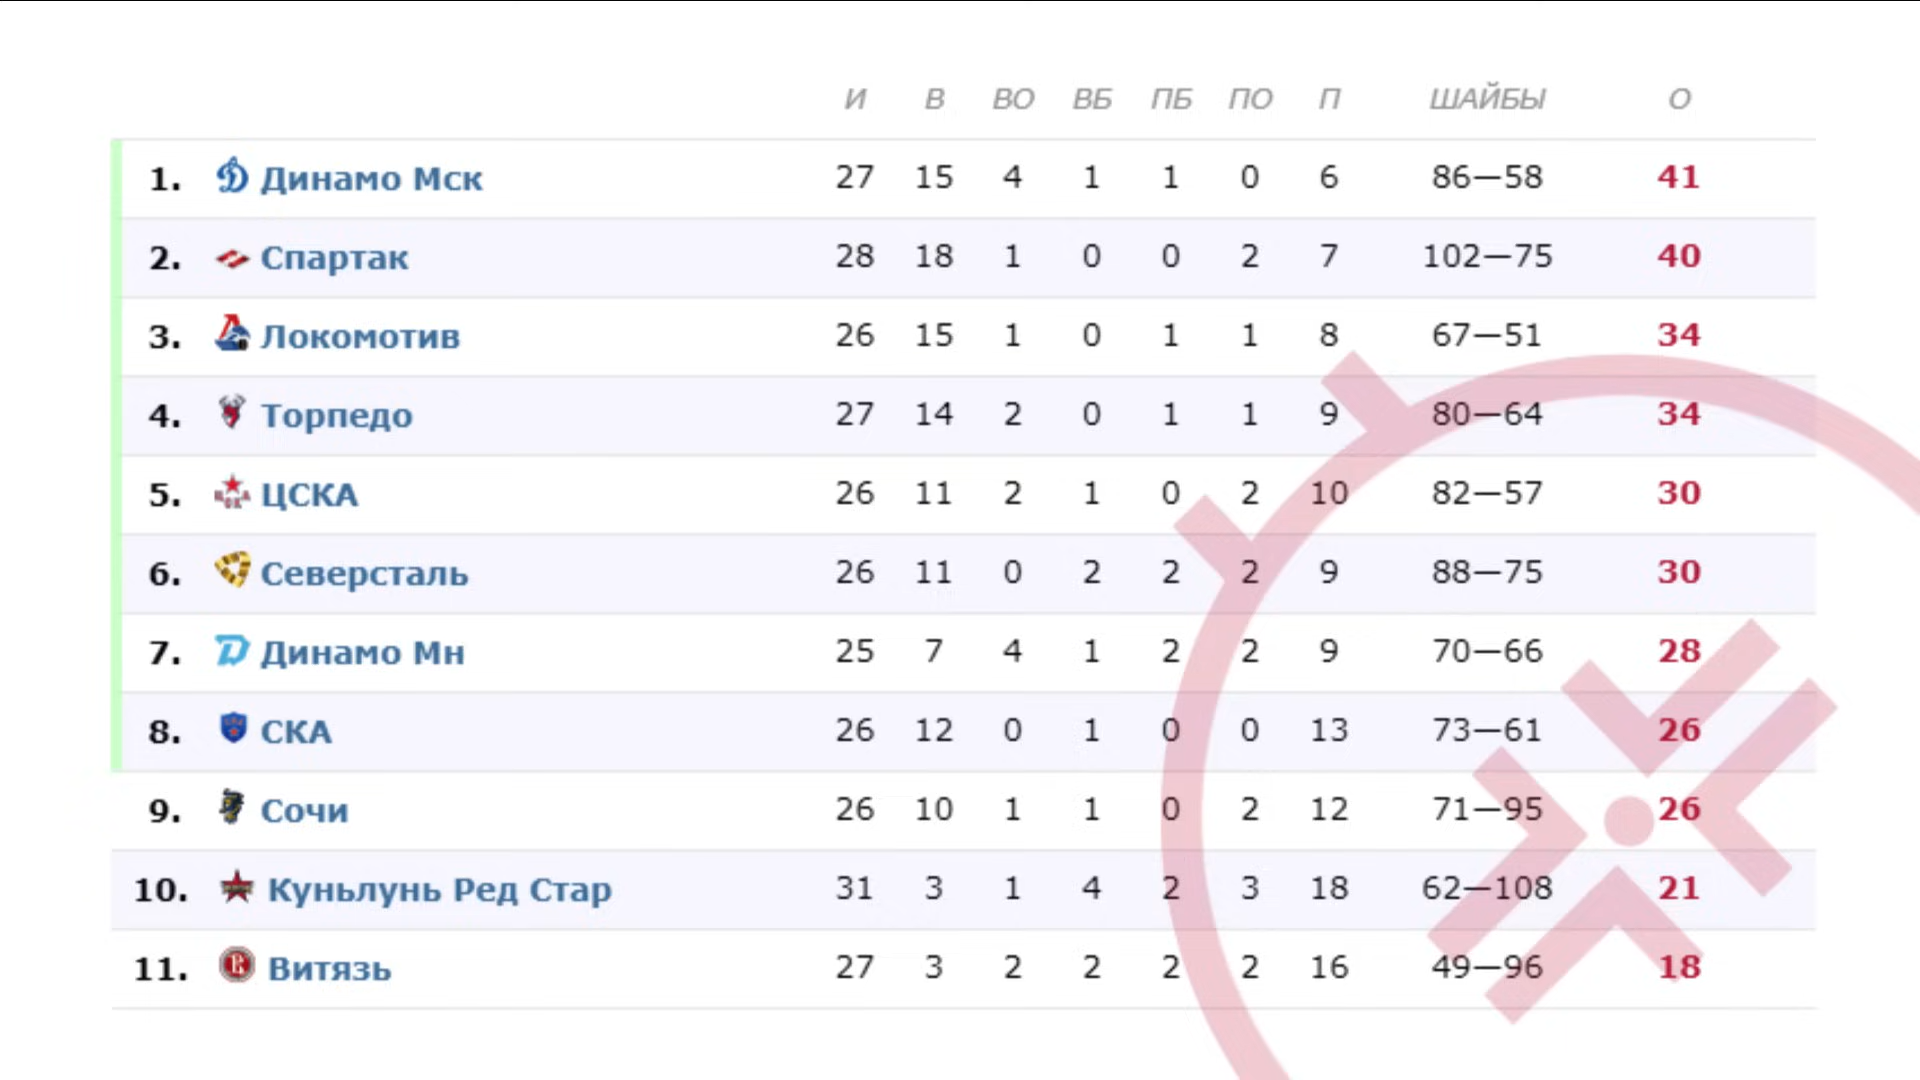 И В ВО ВБ ПБ ПО П ШАЙБЫ О
1. Динамо Мск 27 15 4 1 1 0 6 86—58 41
2. Спартак 28 18 1 0 0 2 7 102—75 40
3. Локомотив 26 15 1 0 1 1 8 67—51 34
4. Торпедо 27 14 2 0 1 1 9 80—64 34
5. ЦСКА 26 11 2 1 0 2 10 82—57 30
6. Северсталь 26 11 0 2 2 2 9 88—75 30
7. Динамо Мн 25 7 4 1 2 2 9 70—66 28
8. СКА 26 12 0 1 0 0 13 73—61 26
9. Сочи 26 10 1 1 0 2 12 71—95 26
10. Куньлунь Ред Стар 31 3 1 4 2 3 18 62—108 21
11. Витязь 27 3 2 2 2 2 16 49—96 18